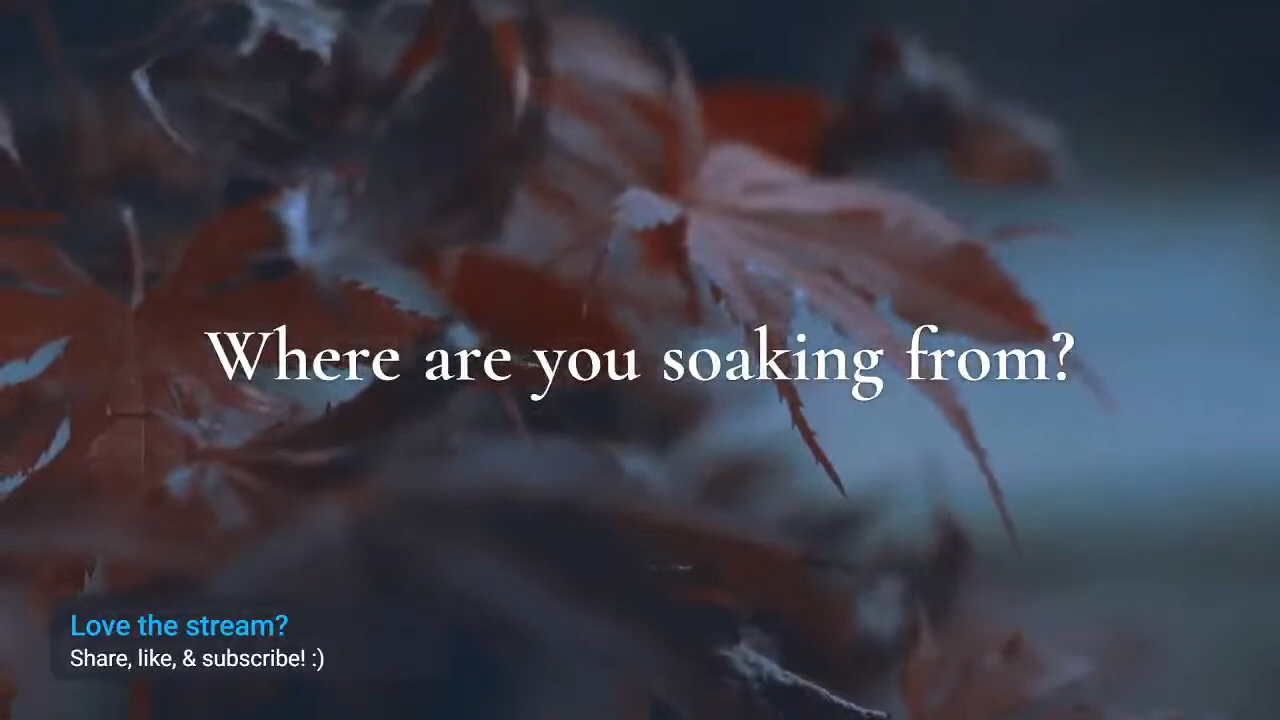 Where are you soaking from?
Love the stream?
Share, like, & subscribe! :)